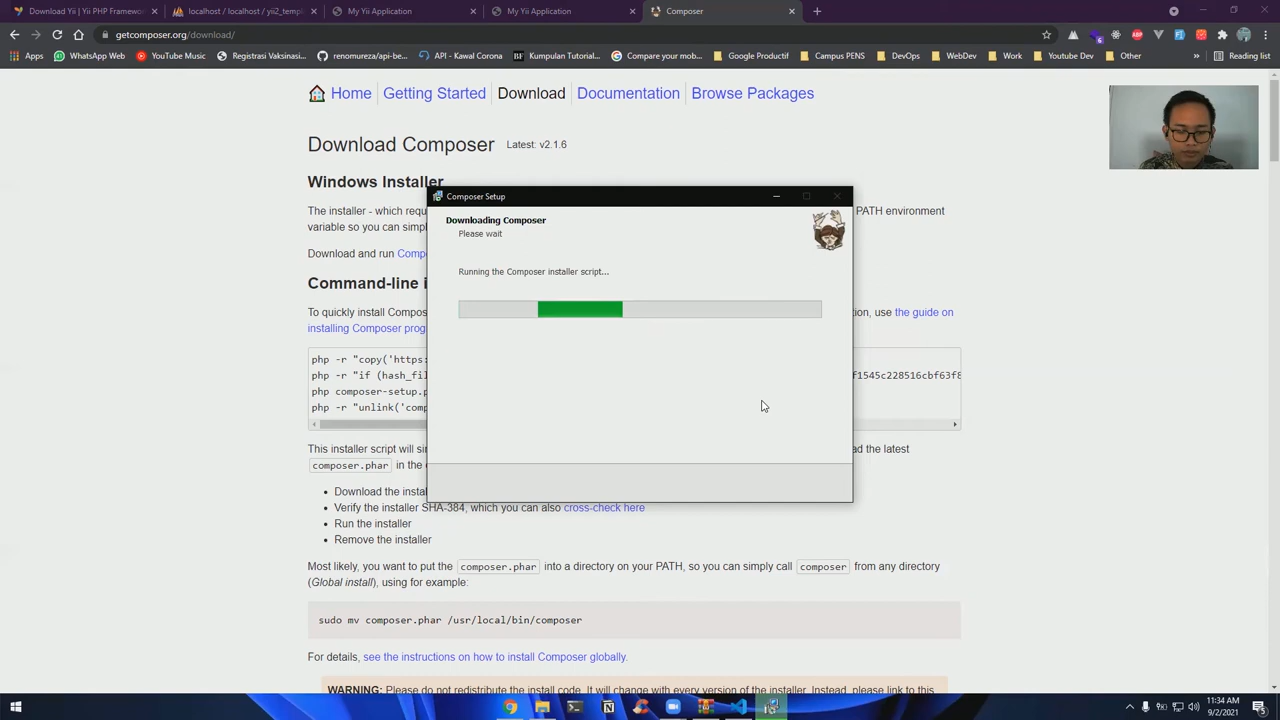 Download Yii | PHP Framew
localhost / localhost / yii2_templ
My Yii Application
My Yii Application
Composer
getcomposer.org/download/
Apps
WhatsApp Web
YouTube Music
Registrasi Vaksinasi...
renomureza/api-be...
API - Kawal Corona
Kumpulan Tutorial...
Compare your mob...
Google Productif
Campus PENS
DevOps
WebDev
Work
DevOps
Other
Reading list
Home
Getting Started
Download
Documentation
Browse Packages
Download Composer
Latest: v2.1.6
Windows Installer
The installer - which requ
PATH environment
variable so you can simpl
Download and run Comp
Command-line i
To quickly install Compos
tion, use the guide on
installing Composer prog
php -r "copy('https:
php -r "if (hash_fil
f1545c228516cbf63f8
php composer-setup.p
php -r "unlink('comp
This installer script will si
ad the latest
composer.phar in the c
Download the instal
Verify the installer SHA-384, which you can also cross-check here
Run the installer
Remove the installer
Most likely, you want to put the composer.phar into a directory on your PATH, so you can simply call composer from any directory
(Global install), using for example:
sudo mv composer.phar /usr/local/bin/composer
For details, see the instructions on how to install Composer globally.
WARNING: Please do not redistribute the install code. It will change with every version of the installer. Instead, please link to this
Composer Setup
Downloading Composer
Please wait
Running the Composer installer script...
11:34 AM
9/2/2021